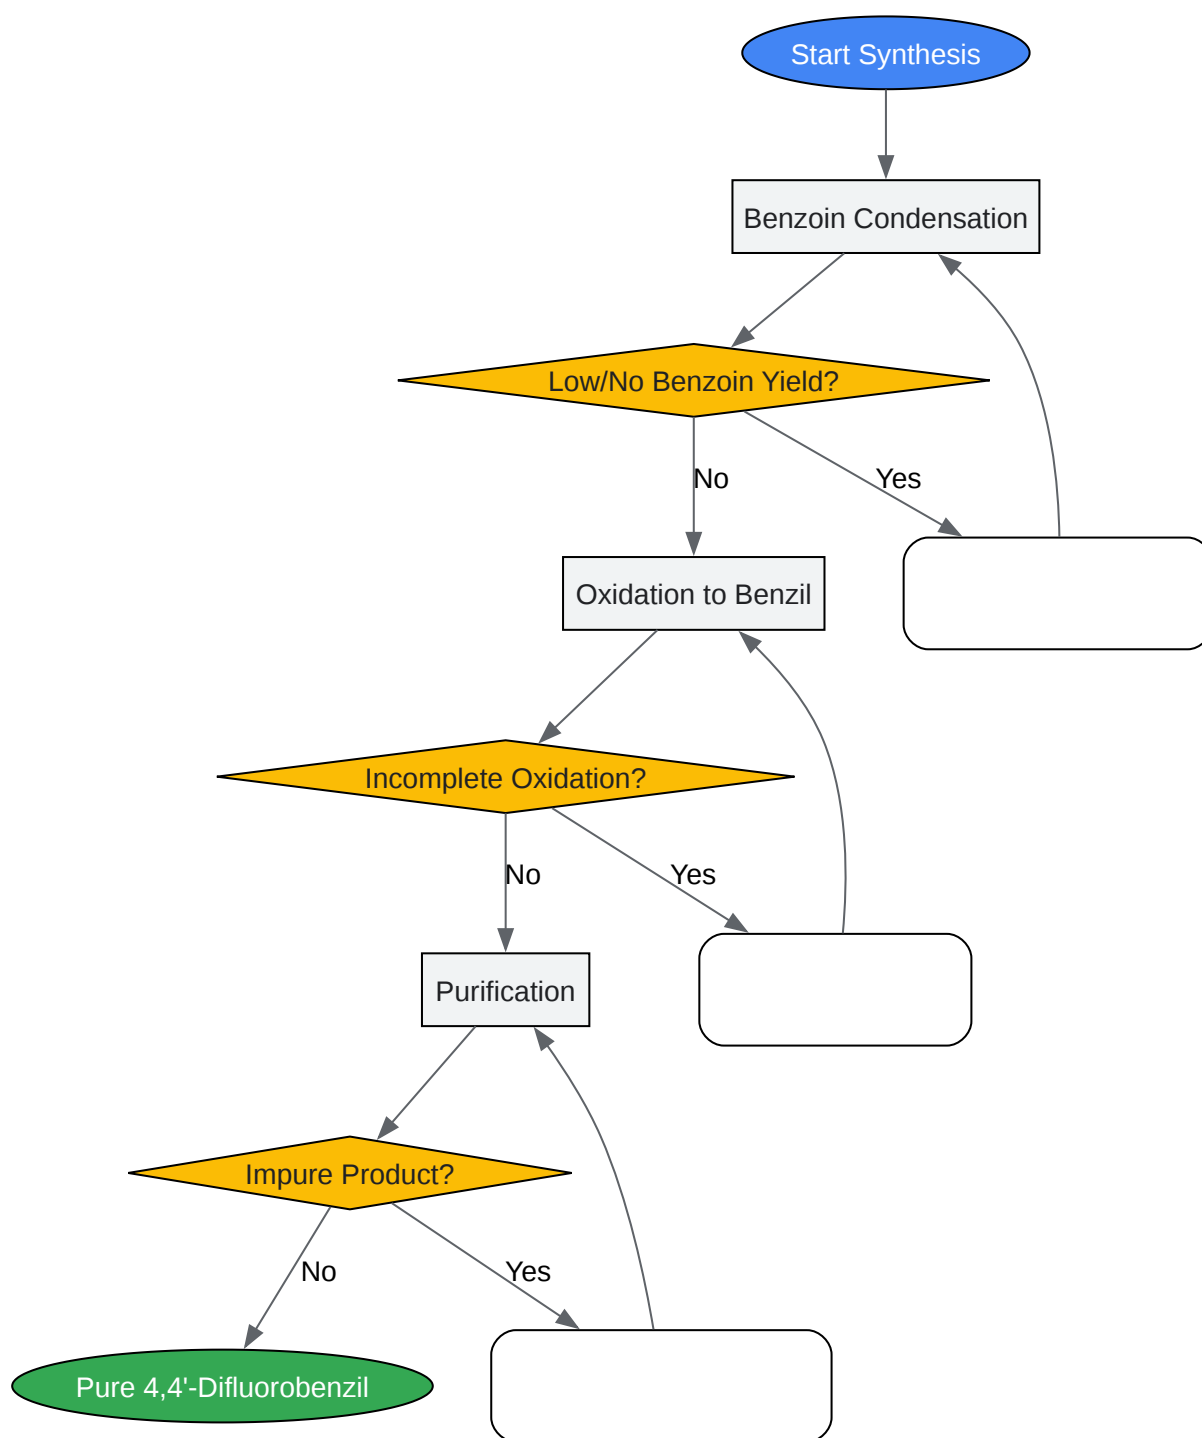 Start Synthesis
Benzoin Condensation
Low/No Benzoin Yield?
No
Yes
Oxidation to Benzil
Incomplete Oxidation?
No
Yes
Purification
Impure Product?
No
Yes
Pure 4,4'-Difluorobenzil